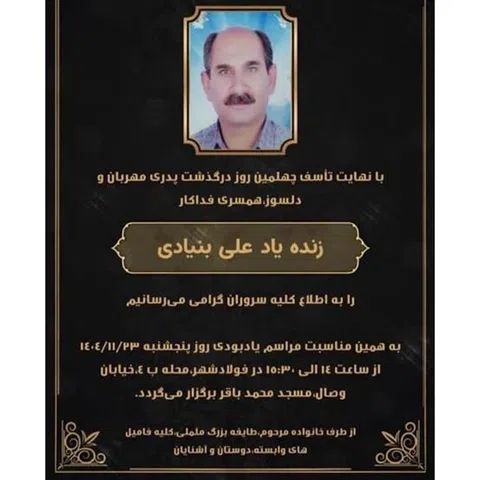 با نهایت تأسف چهلمین روز درگذشت پدری مهربان و
دلسوز،همسری فداکار
زنده یاد علی بنیادی
را به اطلاع کلیه سروران گرامی می‌رسانیم
به همین مناسبت مراسم یادبودی روز پنجشنبه ۱۴۰۴/۱۱/۲۳
از ساعت ۱۴ الی ۱۵:۳۰ در فولادشهر،محله ب ۴،خیابان
وصال،مسجد محمد باقر برگزار می‌گردد.
از طرف خانواده مرحوم،طایفه بزرگ ململی،کلیه فامیل
های وابسته،دوستان و آشنایان